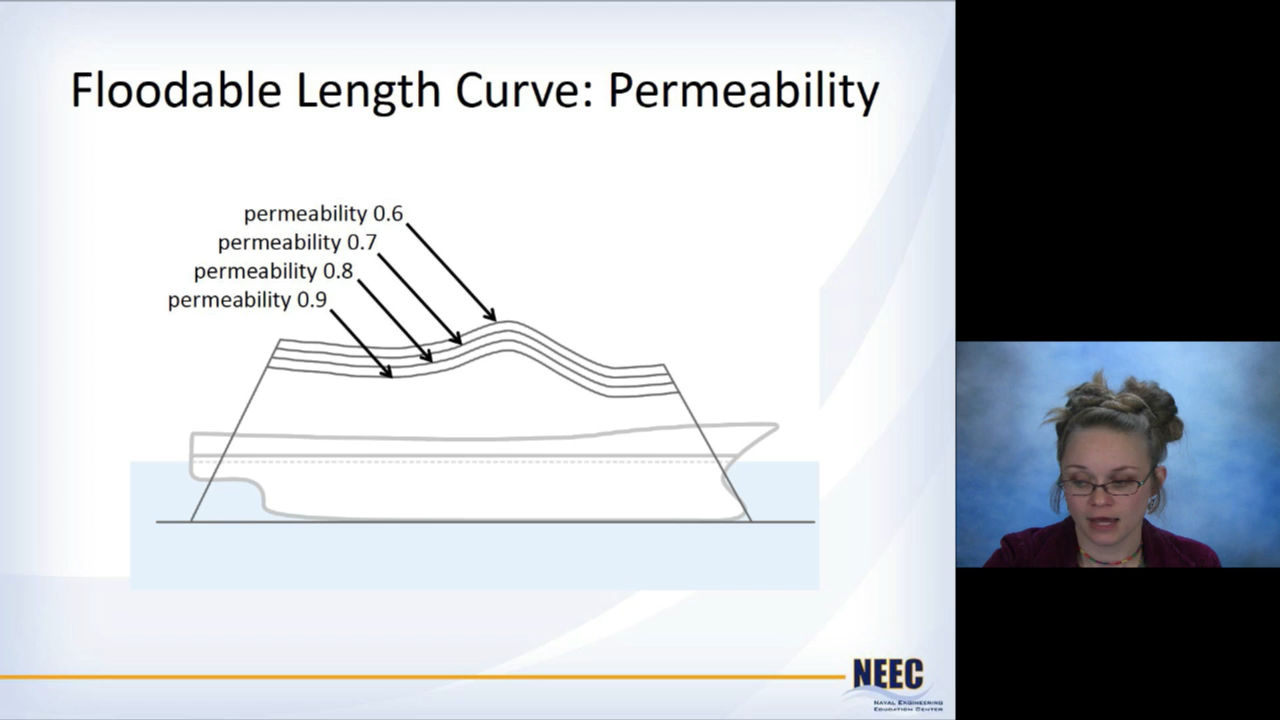 Floodable Length Curve: Permeability
permeability 0.6
permeability 0.7
permeability 0.8
permeability 0.9
NEEC
Naval Engineering
Education Center